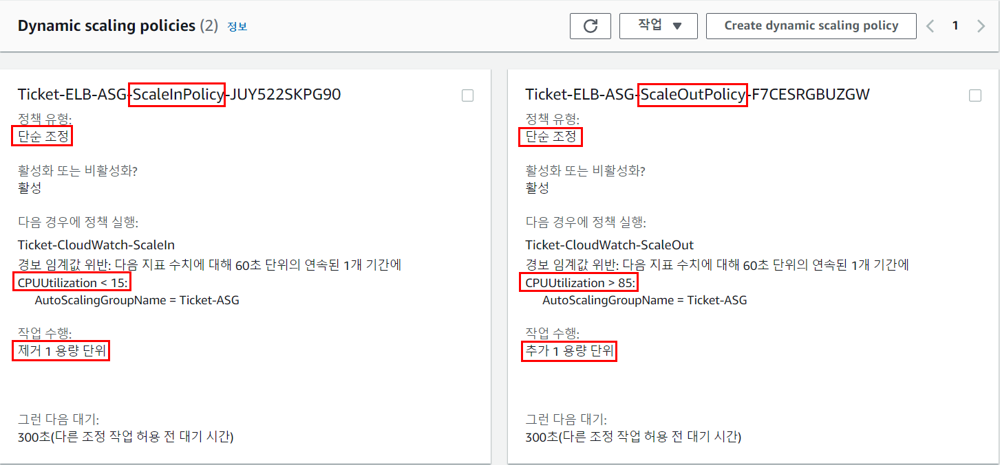 Dynamic scaling policies (2) 정보
작업 ▼
Create dynamic scaling policy
1
Ticket-ELB-ASG-ScaleInPolicy-JUY522SKPG90
정책 유형:
단순 조정
활성화 또는 비활성화?
활성
다음 경우에 정책 실행:
Ticket-CloudWatch-ScaleIn
경보 임계값 위반: 다음 지표 수치에 대해 60초 단위의 연속된 1개 기간에
CPUUtilization < 15:
AutoScalingGroupName = Ticket-ASG
작업 수행:
제거 1 용량 단위
그런 다음 대기:
300초(다른 조정 작업 허용 전 대기 시간)
Ticket-ELB-ASG-ScaleOutPolicy-F7CESRGBUZGW
정책 유형:
단순 조정
활성화 또는 비활성화?
활성
다음 경우에 정책 실행:
Ticket-CloudWatch-ScaleOut
경보 임계값 위반: 다음 지표 수치에 대해 60초 단위의 연속된 1개 기간에
CPUUtilization > 85:
AutoScalingGroupName = Ticket-ASG
작업 수행:
추가 1 용량 단위
그런 다음 대기:
300초(다른 조정 작업 허용 전 대기 시간)